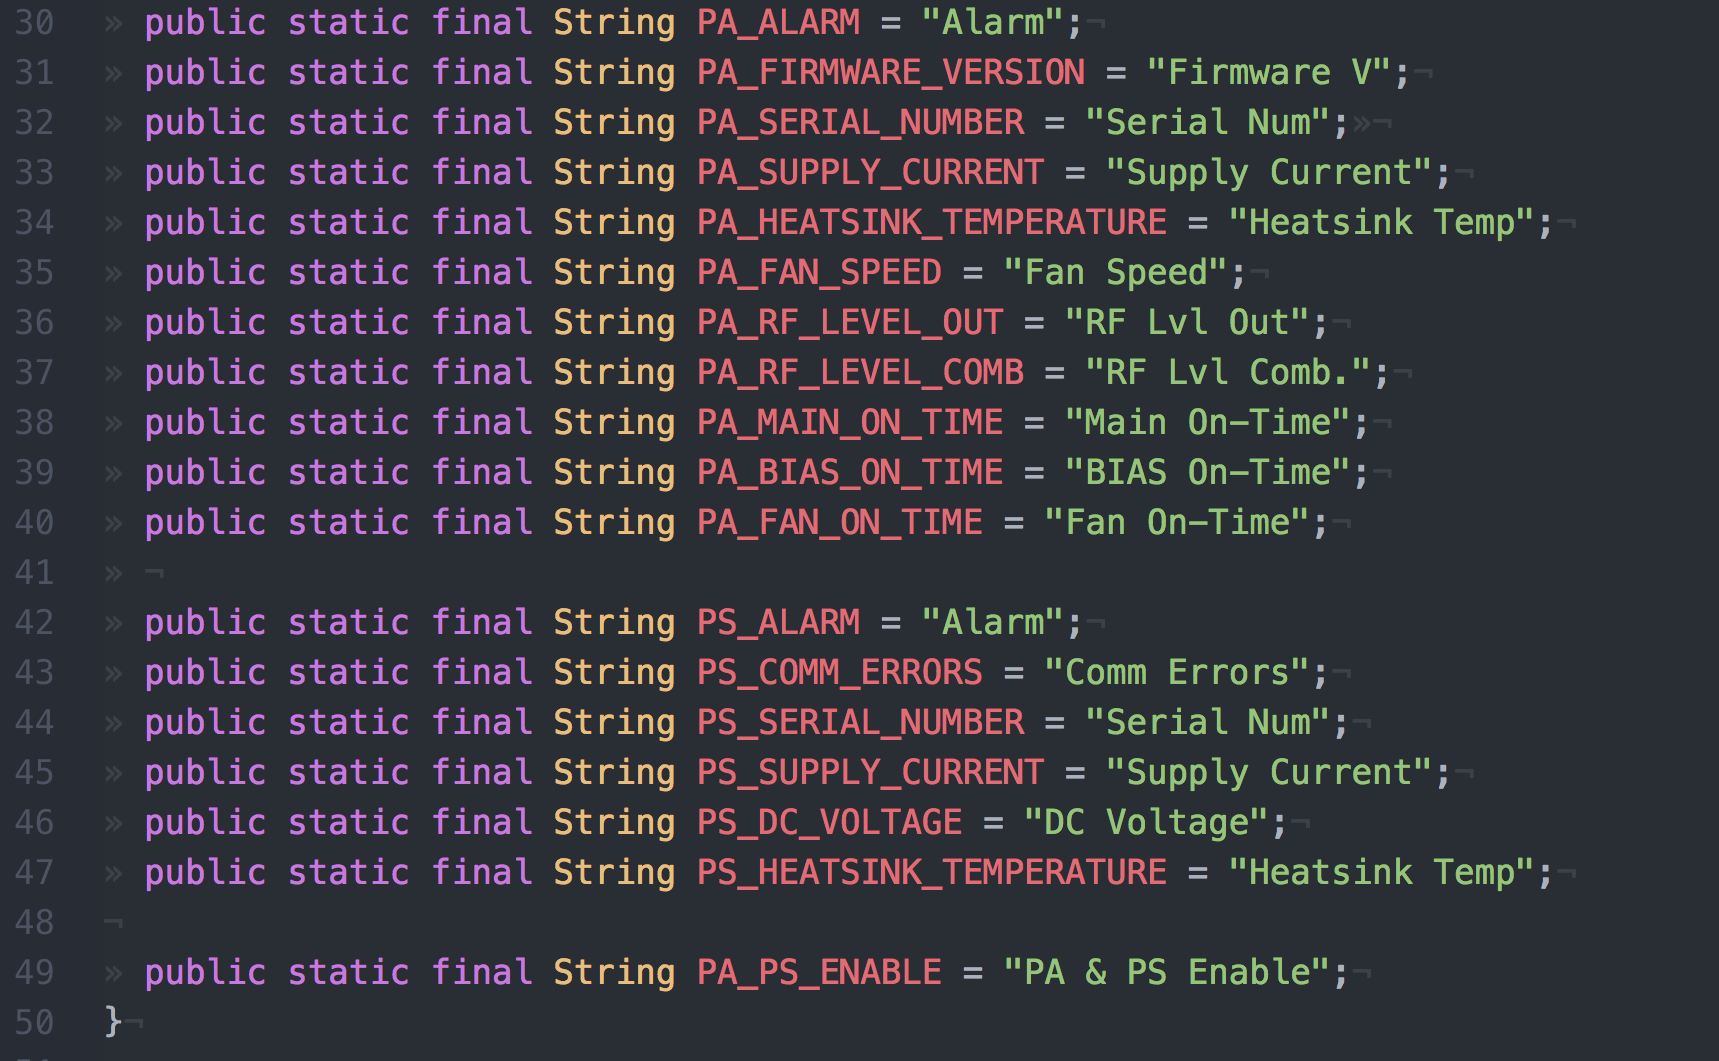 30 » public static final String PA_ALARM = "Alarm";¬
31 » public static final String PA_FIRMWARE_VERSION = "Firmware V";¬
32 » public static final String PA_SERIAL_NUMBER = "Serial Num";»¬
33 » public static final String PA_SUPPLY_CURRENT = "Supply Current";¬
34 » public static final String PA_HEATSINK_TEMPERATURE = "Heatsink Temp";¬
35 » public static final String PA_FAN_SPEED = "Fan Speed";¬
36 » public static final String PA_RF_LEVEL_OUT = "RF Lvl Out";¬
37 » public static final String PA_RF_LEVEL_COMB = "RF Lvl Comb.";¬
38 » public static final String PA_MAIN_ON_TIME = "Main On-Time";¬
39 » public static final String PA_BIAS_ON_TIME = "BIAS On-Time";¬
40 » public static final String PA_FAN_ON_TIME = "Fan On-Time";¬
41 » ¬
42 » public static final String PS_ALARM = "Alarm";¬
43 » public static final String PS_COMM_ERRORS = "Comm Errors";¬
44 » public static final String PS_SERIAL_NUMBER = "Serial Num";¬
45 » public static final String PS_SUPPLY_CURRENT = "Supply Current";¬
46 » public static final String PS_DC_VOLTAGE = "DC Voltage";¬
47 » public static final String PS_HEATSINK_TEMPERATURE = "Heatsink Temp";¬
48 ¬
49 » public static final String PA_PS_ENABLE = "PA & PS Enable";¬
50 }¬